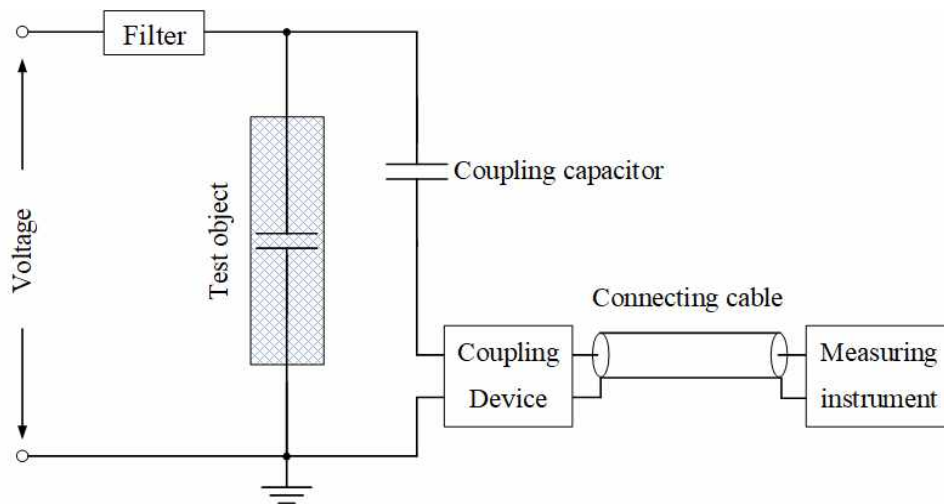 Filter
Coupling capacitor
Voltage
Test object
Connecting cable
Coupling
Device
Measuring
instrument